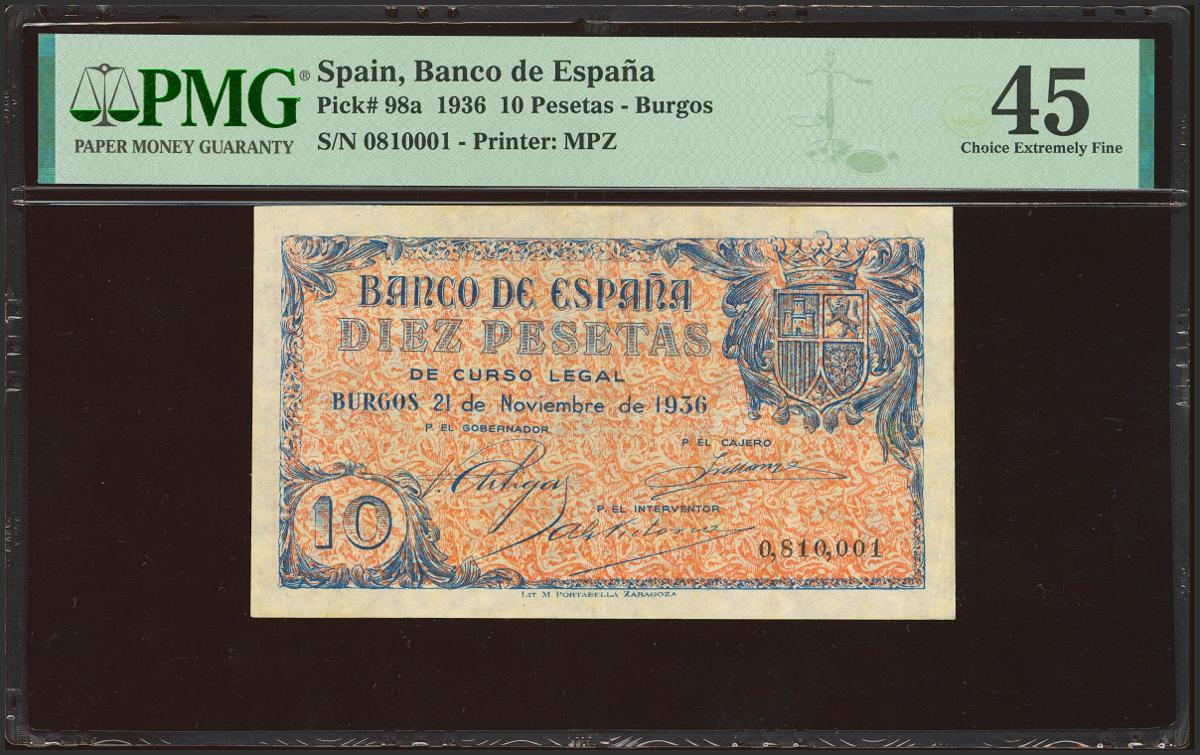 PMG®
PAPER MONEY GUARANTY
Spain, Banco de España
Pick# 98a 1936 10 Pesetas - Burgos
S/N 0810001 - Printer: MPZ
45
Choice Extremely Fine
BANCO DE ESPAÑA
DIEZ PESETAS
DE CURSO LEGAL
BURGOS 21 de Noviembre de 1936
P. EL GOBERNADOR
P. EL CAJERO
P. EL INTERVENTOR
10
0,810,001
LIT M PORTABELLA ZARAGOZA